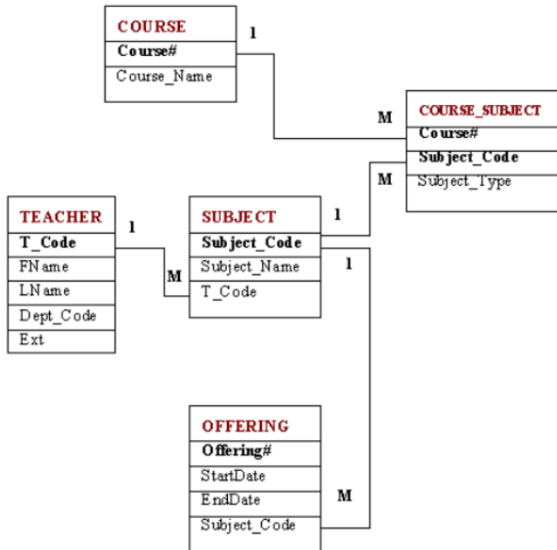 COURSE
Course#
Course_Name
1
M
COURSE_SUBJECT
Course#
Subject_Code
Subject_Type
M
TEACHER
T_Code
FName
LName
Dept_Code
Ext
1
M
SUBJECT
Subject_Code
Subject_Name
T_Code
1
1
OFFERING
Offering#
StartDate
EndDate
Subject_Code
M